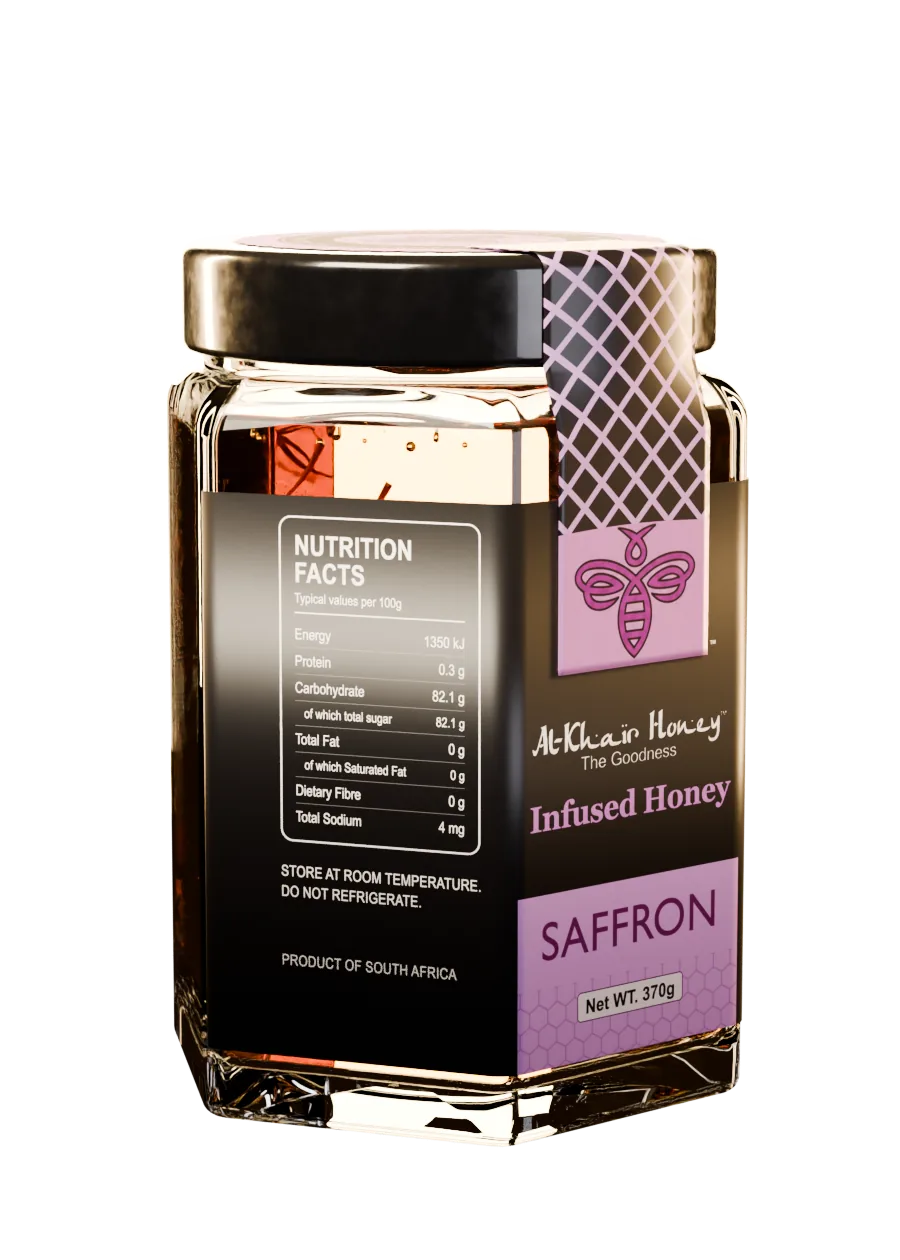 NUTRITION
FACTS
Typical values per 100g
Energy 1350 kJ
Protein 0.3 g
Carbohydrate 82.1 g
of which total sugar 82.1 g
Total Fat 0 g
of which Saturated Fat 0 g
Dietary Fibre 0 g
Total Sodium 4 mg
STORE AT ROOM TEMPERATURE.
DO NOT REFRIGERATE.
PRODUCT OF SOUTH AFRICA
™
Al-Khair Honey™
The Goodness
Infused Honey
SAFFRON
Net WT. 370g